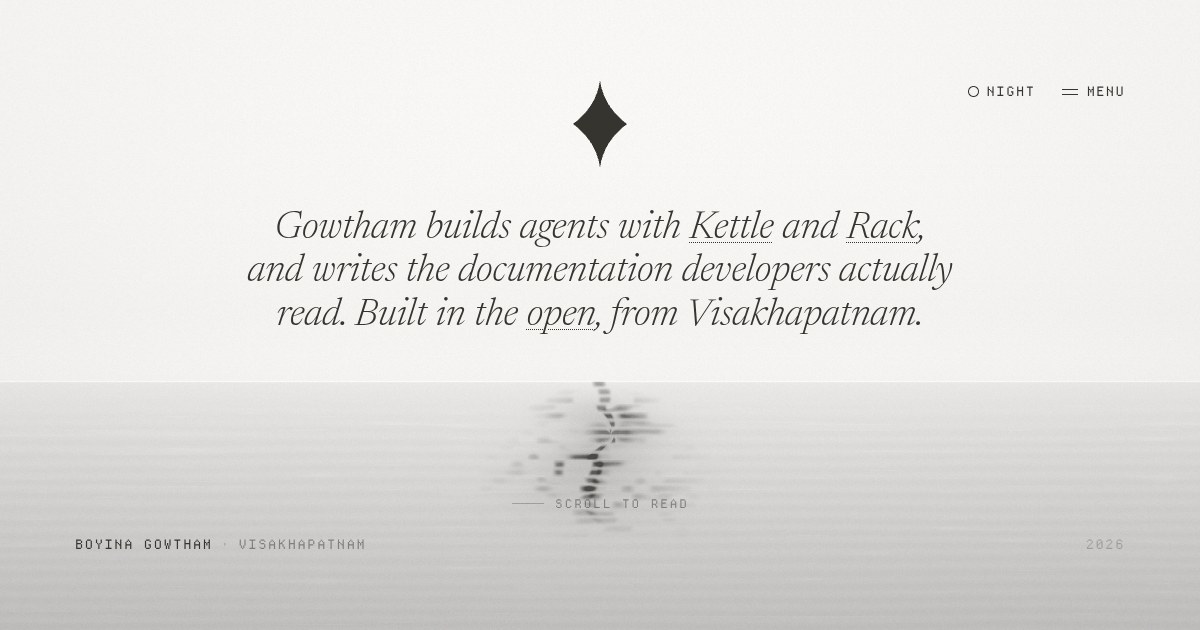 NIGHT MENU
Gowtham builds agents with Kettle and Rack,
and writes the documentation developers actually
read. Built in the open, from Visakhapatnam.
SCROLL TO READ
BOYINA GOWTHAM · VISAKHAPATNAM
2026